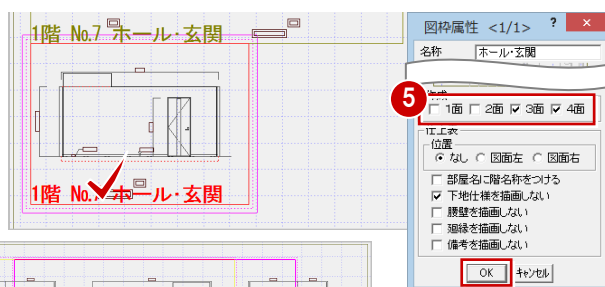 1階 No.7 ホール・玄関
1階 No.7 ホール・玄関
図枠属性 <1/1> ? ×
名称 ホール・玄関
5
1面 2面 3面 4面
仕上表
位置
なし 図面左 図面右
部屋名に階名称をつける
下地仕様を描画しない
腰壁を描画しない
廻縁を描画しない
備考を描画しない
OK キャンセル